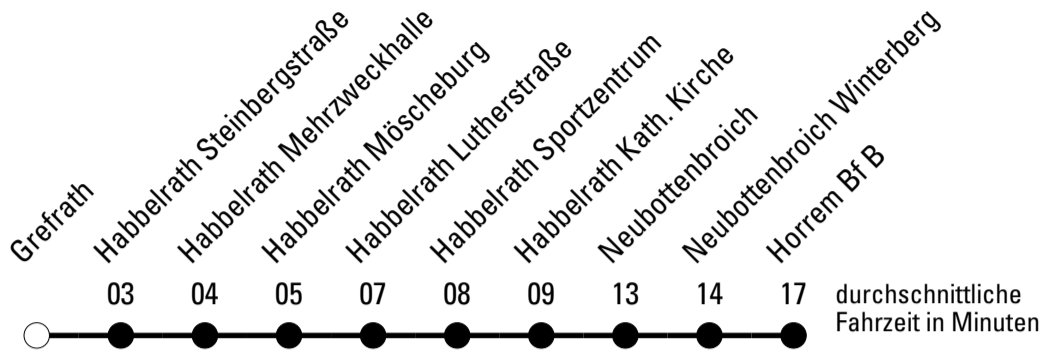 Grefrath
Habbelrath Steinbergstraße
Habbelrath Mehrzweckhalle
Habbelrath Möscheburg
Habbelrath Lutherstraße
Habbelrath Sportzentrum
Habbelrath Kath. Kirche
Neubottenbroich
Neubottenbroich Winterberg
Horrem Bf B
03 04 05 07 08 09 13 14 17
durchschnittliche
Fahrzeit in Minuten